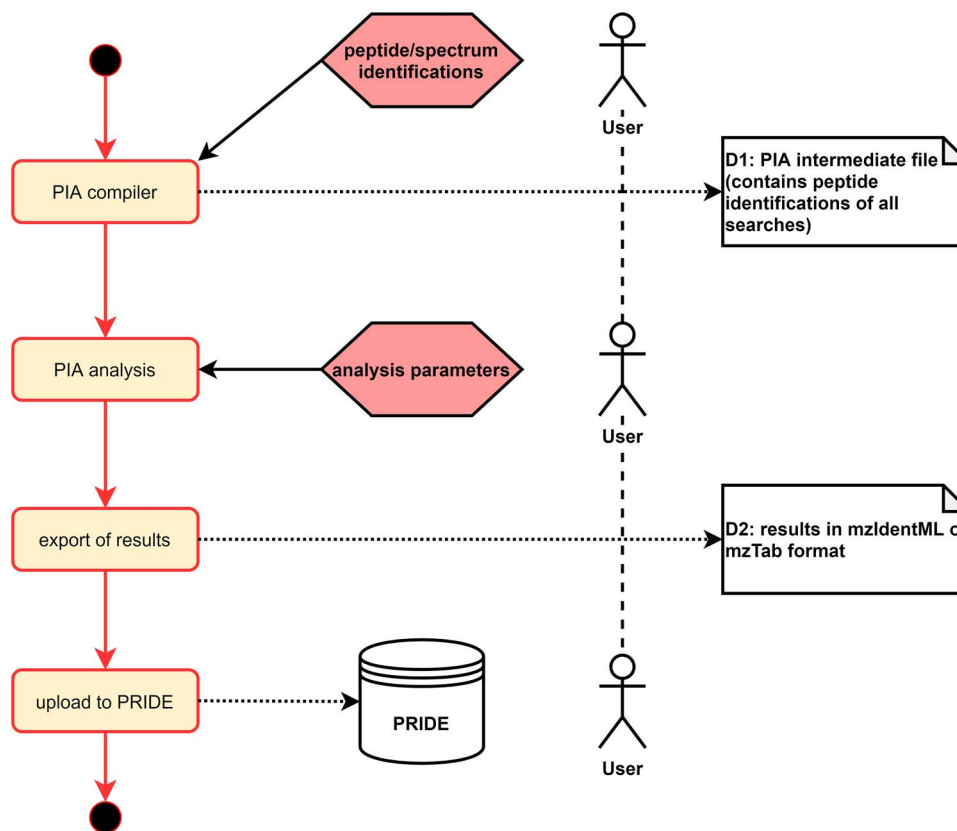 peptide/spectrum
identifications
User
PIA compiler
D1: PIA intermediate file
(contains peptide
identifications of all
searches)
PIA analysis
analysis parameters
User
export of results
D2: results in mzIdentML
mzTab format
upload to PRIDE
PRIDE
User